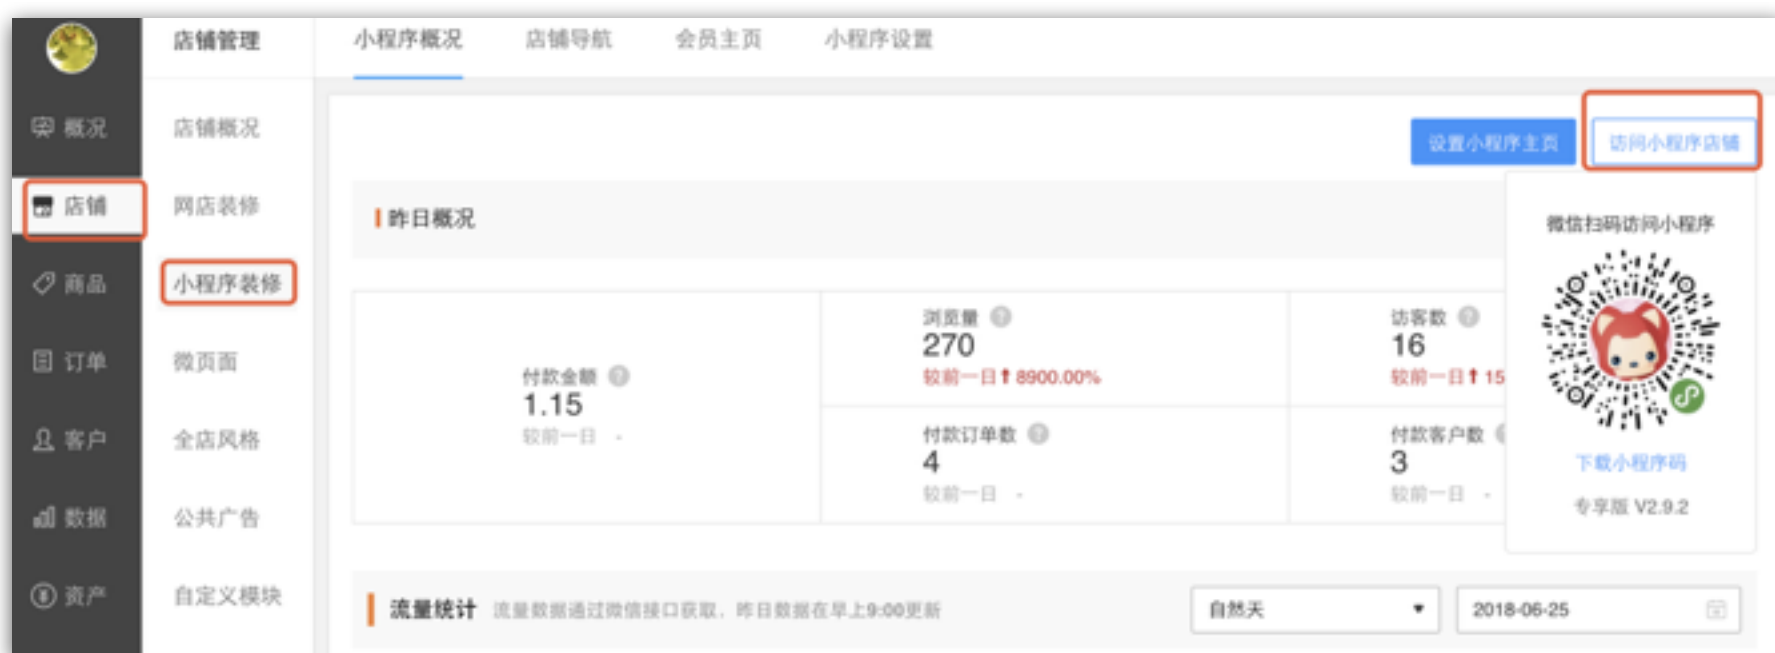 店铺管理
小程序概况 店铺导航 会员主页 小程序设置
概况
店铺
商品
订单
客户
数据
资产
店铺概况
网店装修
小程序装修
微页面
全店风格
公共广告
自定义模块
设置小程序主页 访问小程序店铺
昨日概况
付款金额
1.15
较前一日 -
浏览量
270
较前一日 8900.00%
访客数
16
较前一日 15
付款订单数
4
较前一日 -
付款客户数
3
较前一日 -
微信扫码访问小程序
下载小程序码
专享版 V2.9.2
流量统计 流量数据通过微信接口获取，昨日数据在早上9:00更新
自然天 2018-06-25